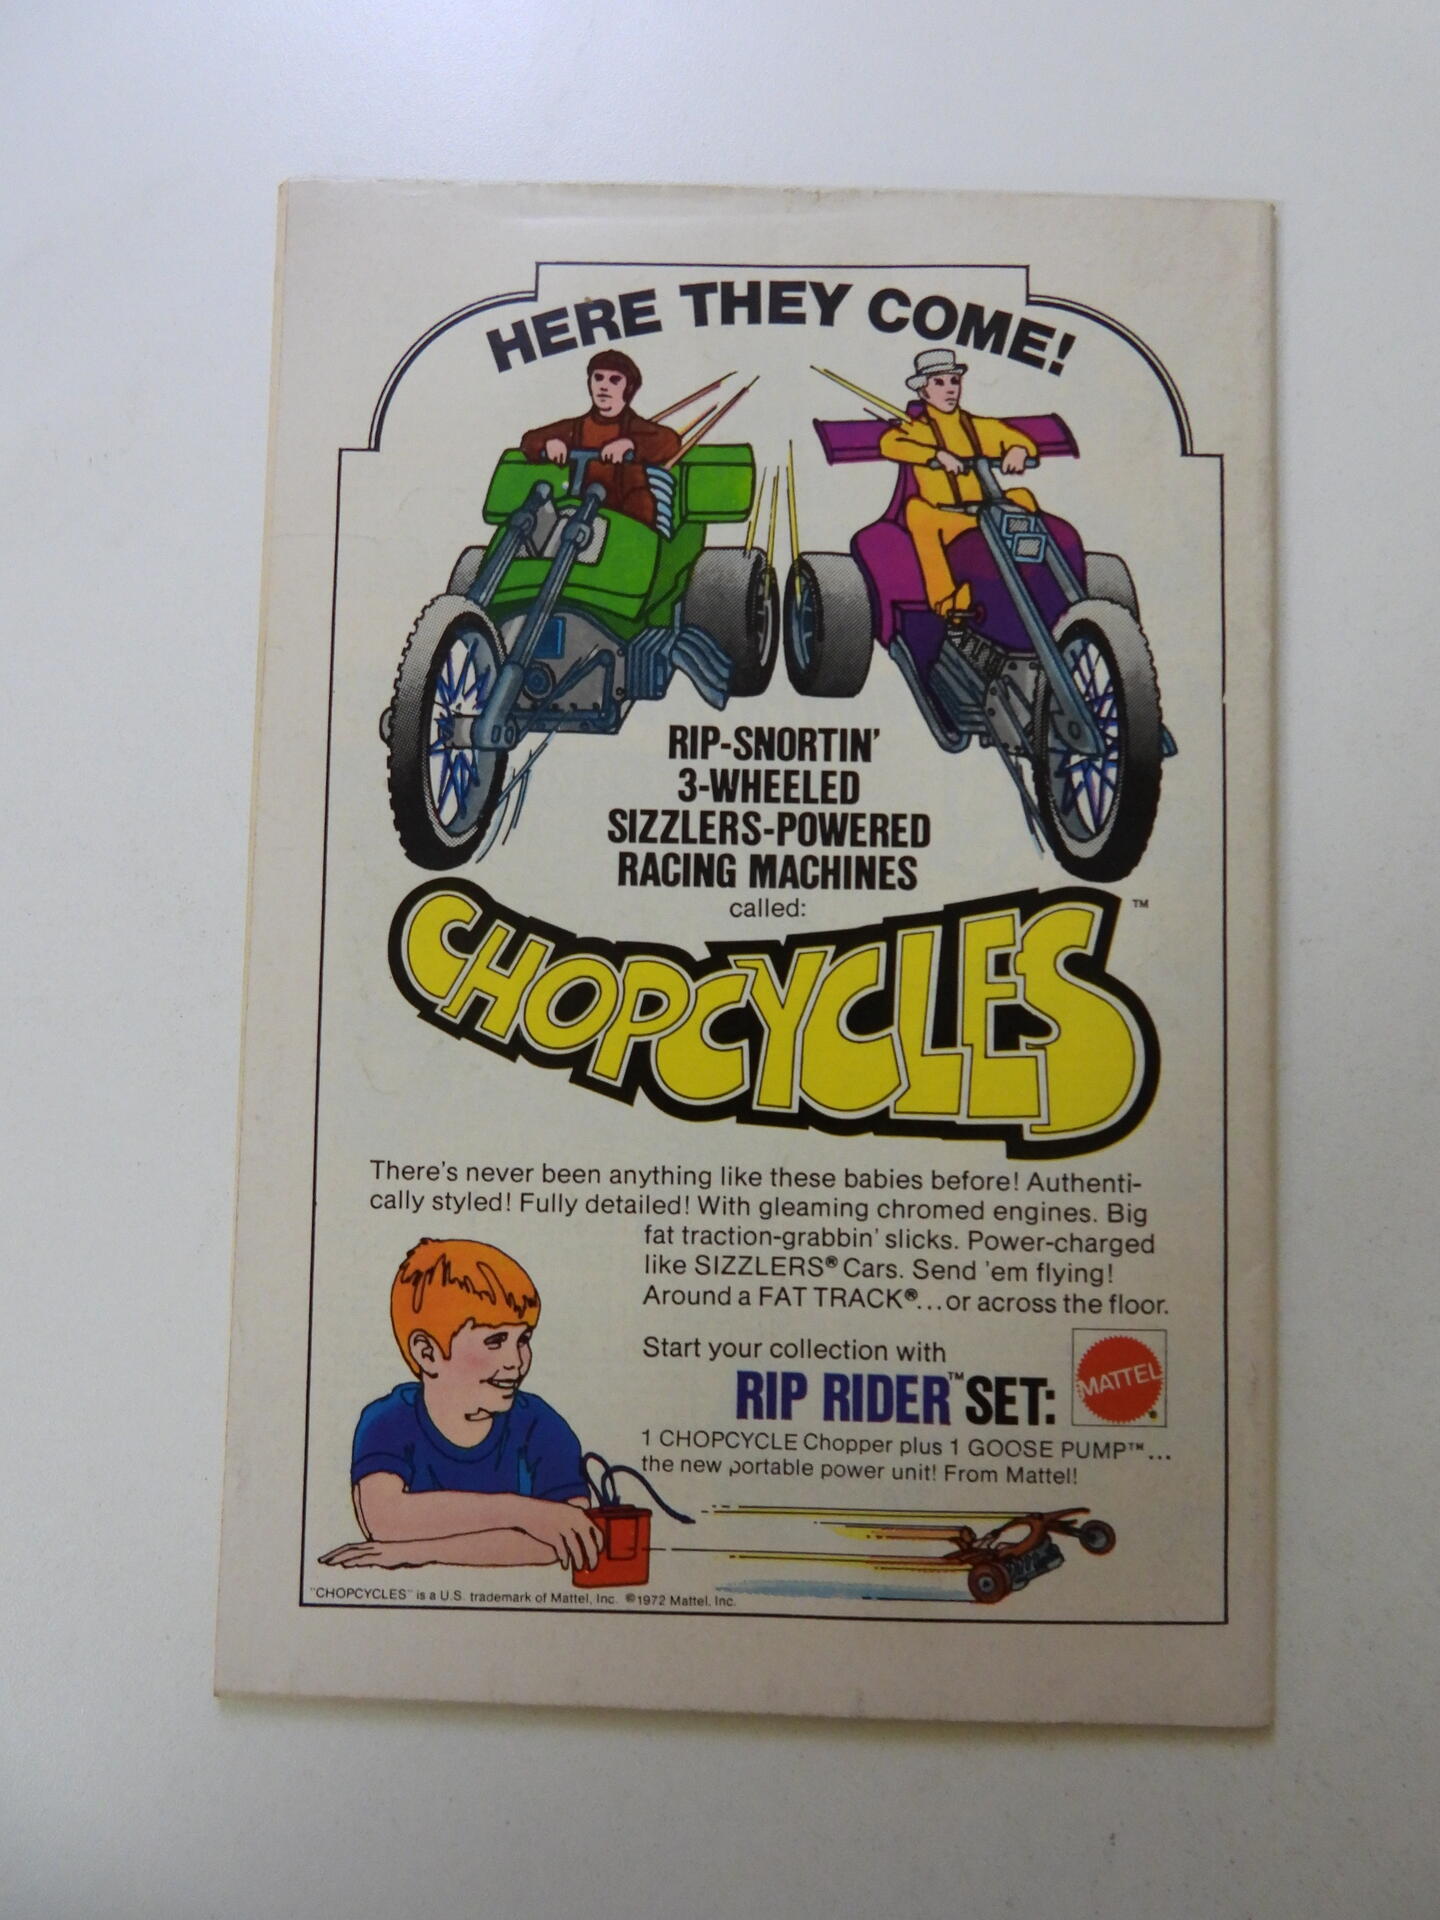 HERE THEY COME!
RIP-SNORTIN'
3-WHEELED
SIZZLERS-POWERED
RACING MACHINES
called:
CHOPCYCLES™
There's never been anything like these babies before! Authenti-
cally styled! Fully detailed! With gleaming chromed engines. Big
fat traction-grabbin' slicks. Power-charged
like SIZZLERS® Cars. Send 'em flying!
Around a FAT TRACK®...or across the floor.
Start your collection with
RIP RIDER™ SET:
MATTEL®
1 CHOPCYCLE Chopper plus 1 GOOSE PUMP™...
the new portable power unit! From Mattel!
"CHOPCYCLES" is a U.S. trademark of Mattel, Inc. ©1972 Mattel, Inc.